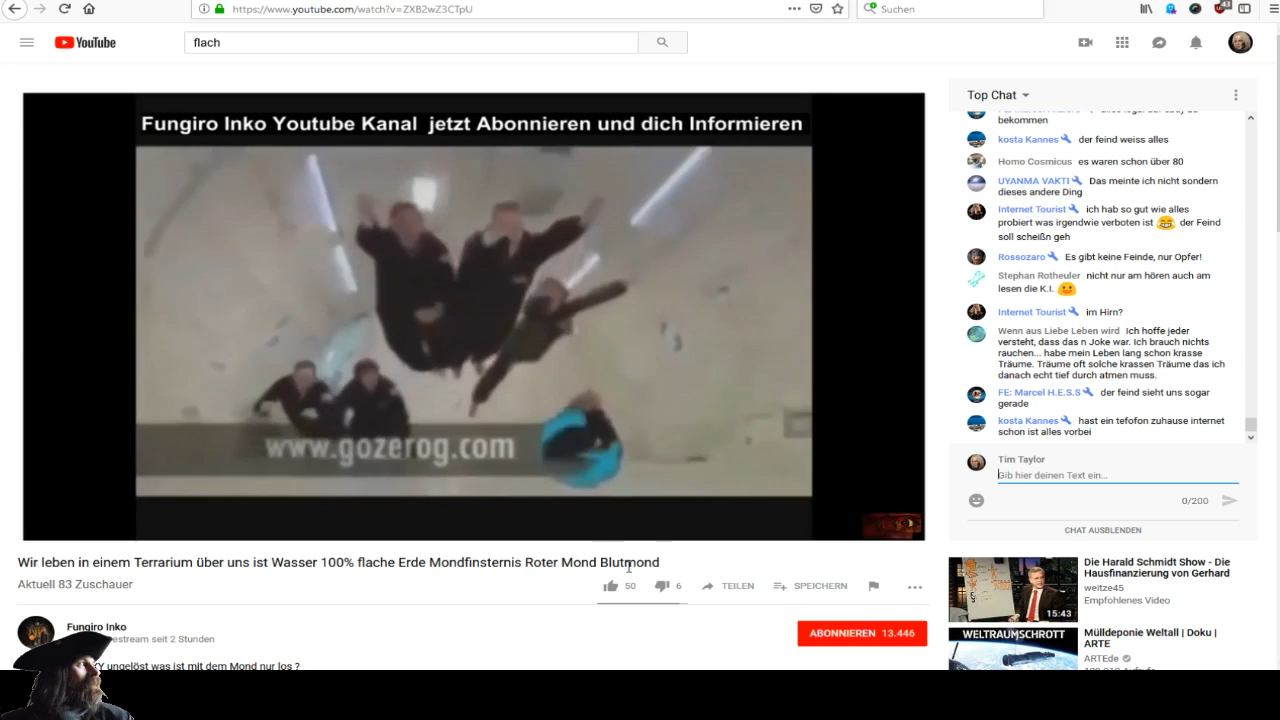 https://www.youtube.com/watch?v=ZXB2wZ3CTpU
Suchen
YouTube
flach
Fungiro Inko Youtube Kanal jetzt Abonnieren und dich Informieren
www.gozerog.com
Wir leben in einem Terrarium über uns ist Wasser 100% flache Erde Mondfinsternis Roter Mond Blutmond
Aktuell 83 Zuschauer
50
6
TEILEN
SPEICHERN
Fungiro Inko
estream seit 2 Stunden
ABONNIEREN 13.446
Y ungelöst was ist mit dem Mond nur los ?
Top Chat
bekommen
kosta Kannes der feind weiss alles
Homo Cosmicus es waren schon über 80
UYANMA VAKTI Das meinte ich nicht sondern
dieses andere Ding
Internet Tourist ich hab so gut wie alles
probiert was irgendwie verboten ist der Feind
soll scheißn geh
Rossozaro Es gibt keine Feinde, nur Opfer!
Stephan Rotheuler nicht nur am hören auch am
lesen die K.I.
Internet Tourist im Hirn?
Wenn aus Liebe Leben wird Ich hoffe jeder
versteht, dass das n Joke war. Ich brauch nichts
rauchen... habe mein Leben lang schon krasse
Träume. Träume oft solche krassen Träume das ich
danach echt tief durch atmen muss.
FE: Marcel H.E.S.S der feind sieht uns sogar
gerade
kosta Kannes hast ein tefofon zuhause internet
schon ist alles vorbei
Tim Taylor
Gib hier deinen Text ein...
0/200
CHAT AUSBLENDEN
15:43
Die Harald Schmidt Show - Die
Hausfinanzierung von Gerhard
weitze45
Empfohlenes Video
WELTRAUMSCHROTT
Mülldeponie Weltall | Doku |
ARTE
ARTEde